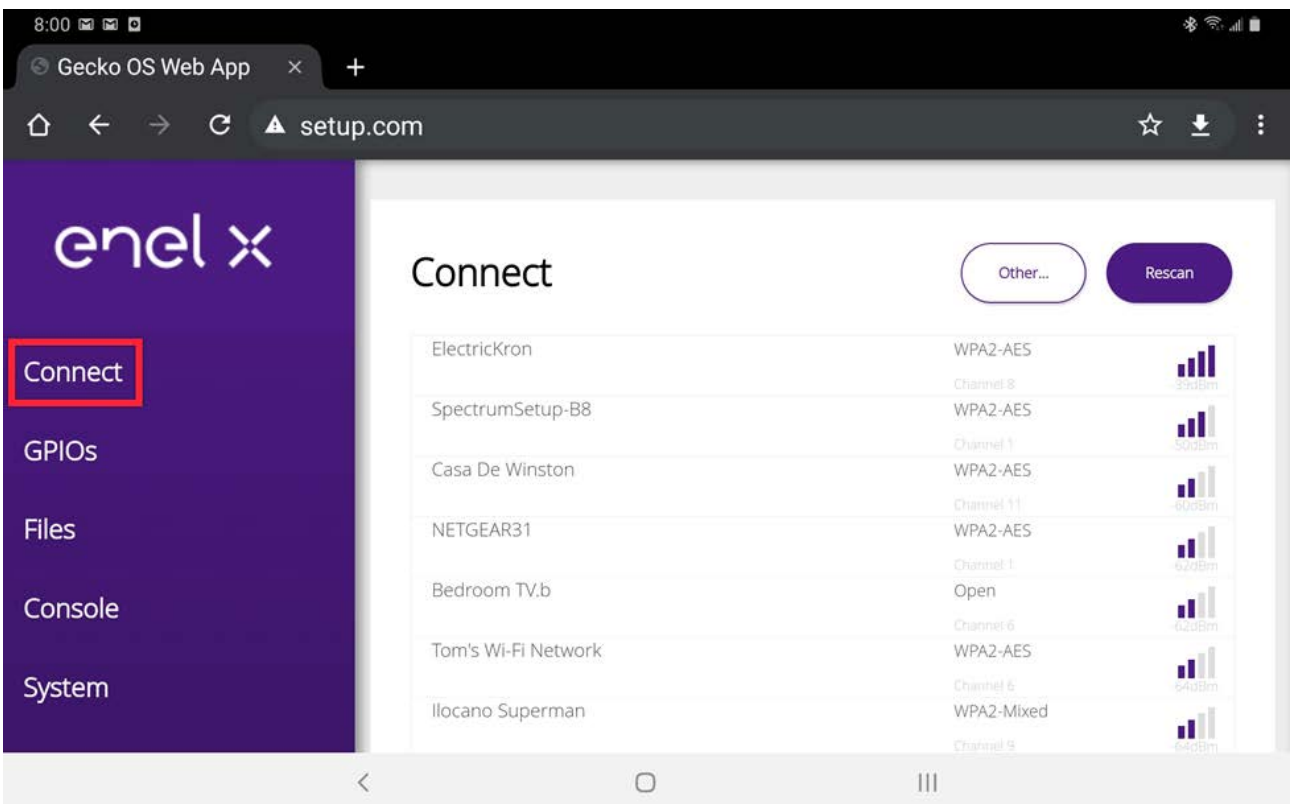 8:00
Gecko OS Web App
setup.com
enel x
Connect
GPIOs
Files
Console
System
Connect
Other...
Rescan
ElectricKron WPA2-AES
Channel 8 -39dBm
SpectrumSetup-B8 WPA2-AES
Channel 1 -50dBm
Casa De Winston WPA2-AES
Channel 11 -60dBm
NETGEAR31 WPA2-AES
Channel 1 -62dBm
Bedroom TV.b Open
Channel 6 -62dBm
Tom's Wi-Fi Network WPA2-AES
Channel 6 -64dBm
Ilocano Superman WPA2-Mixed
Channel 9 -64dBm